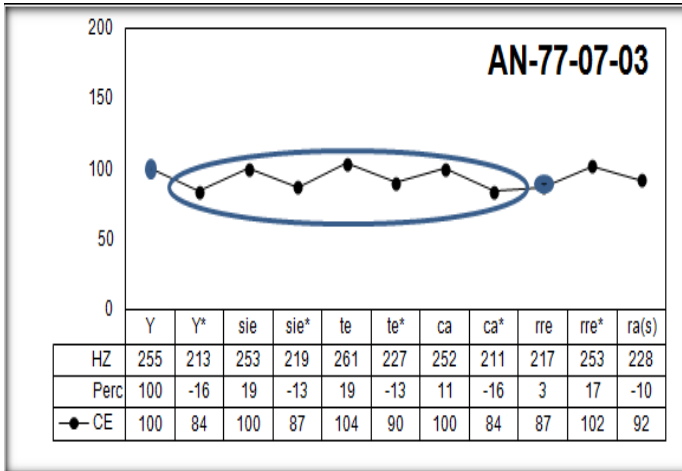 200
AN-77-07-03
150
100
50
0
Y Y* sie sie* te te* ca ca* rre rre* ra(s)
HZ 255 213 253 219 261 227 252 211 217 253 228
Perc 100 -16 19 -13 19 -13 11 -16 3 17 -10
CE 100 84 100 87 104 90 100 84 87 102 92